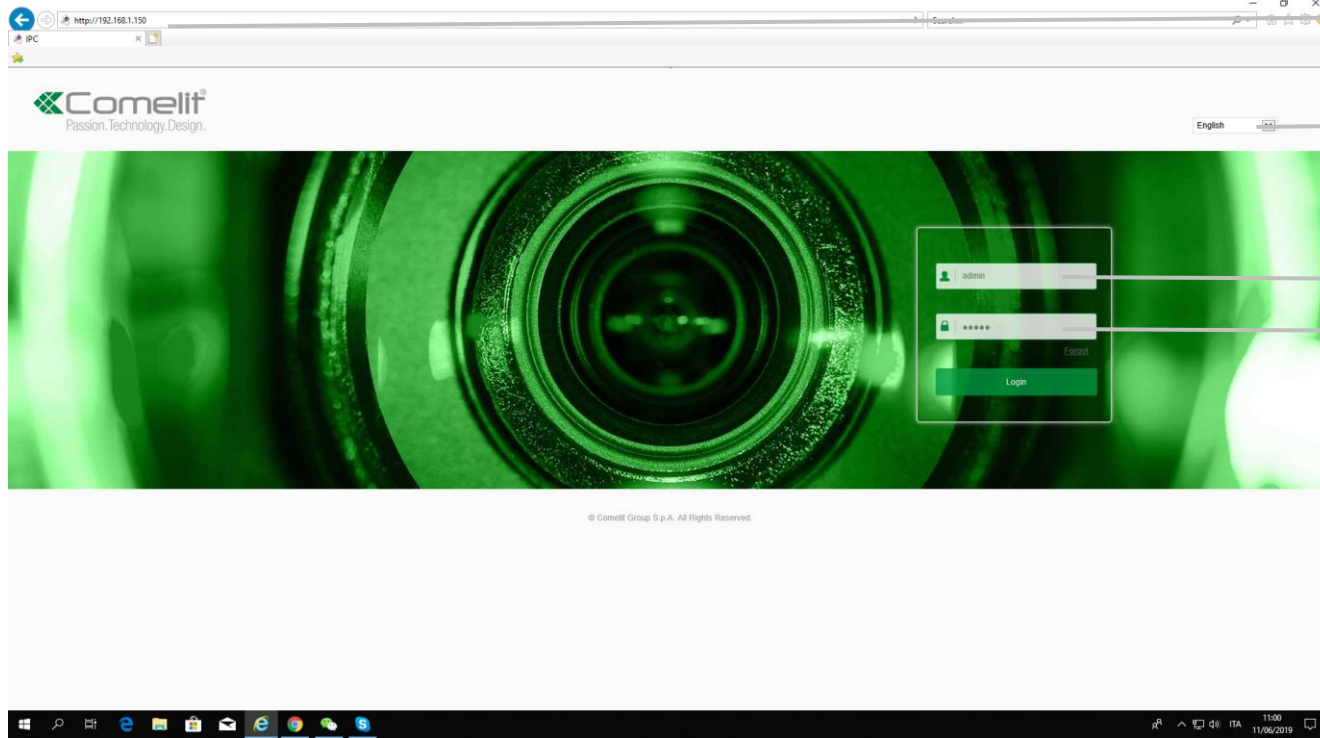 http://192.168.1.150
Search...
IPC
Comelit®
Passion.Technology.Design.
English
admin
Forgot
Login
© Comelit Group S.p.A. All Rights Reserved.
ITA
11:00
11/06/2019